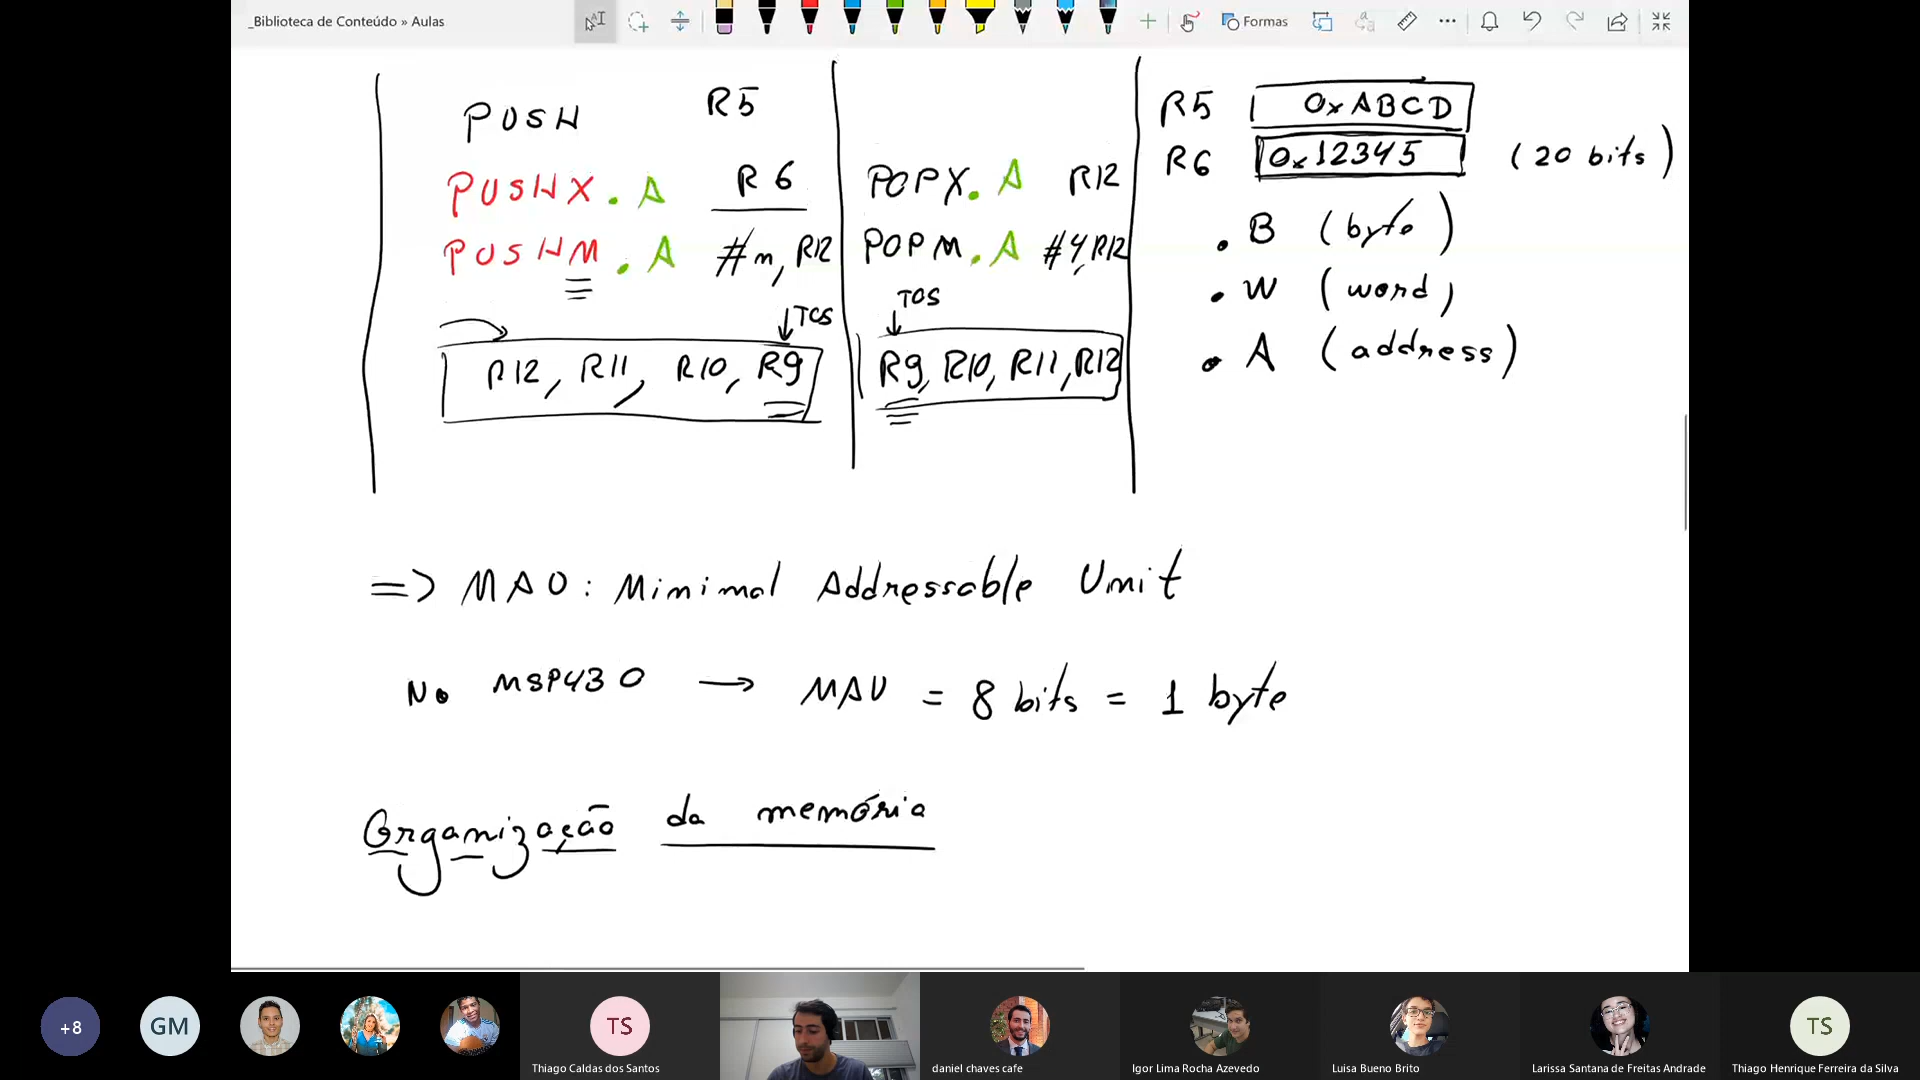 _Biblioteca de Conteúdo » Aulas
Formas
PUSH R5
PUSHX.A R6
PUSHM.A #n, R12
TOS
R12, R11, R10, R9
POPX.A R12
POPM.A #4, R12
TOS
R9, R10, R11, R12
R5 0xABCD
R6 0x12345 (20 bits)
. B (byte)
. W (word)
. A (address)
=> MAU: Minimal Addressable Unit
No MSP430 → MAU = 8 bits = 1 byte
Organização da memória
+8
GM
TS
Thiago Caldas dos Santos
daniel chaves cafe
Igor Lima Rocha Azevedo
Luisa Bueno Brito
Larissa Santana de Freitas Andrade
TS
Thiago Henrique Ferreira da Silva